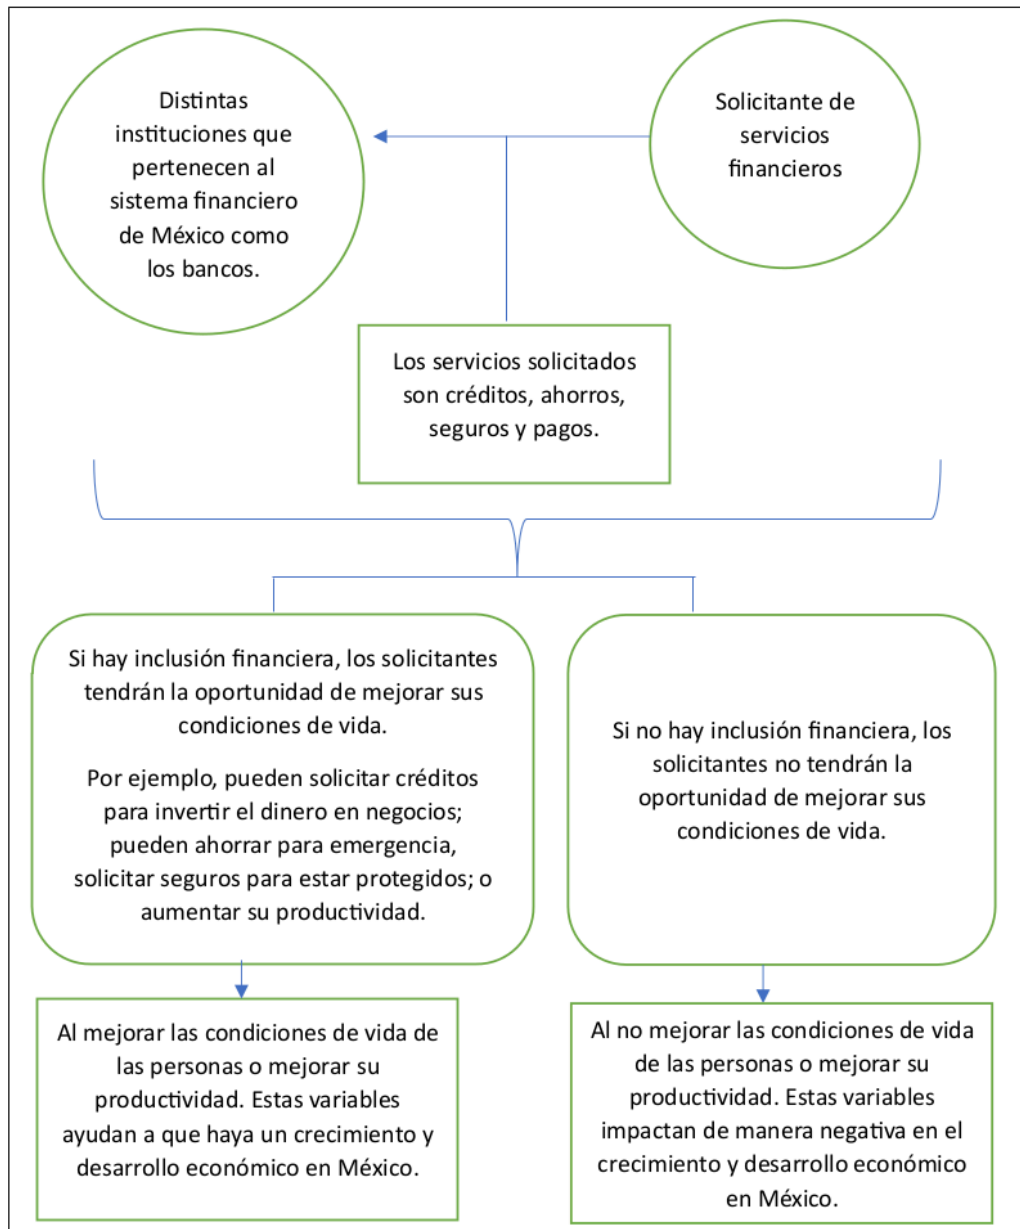 Distintas
instituciones que
pertenecen al
sistema financiero
de México como
los bancos.
Solicitante de
servicios
financieros
Los servicios solicitados
son créditos, ahorros,
seguros y pagos.
Si hay inclusión financiera, los solicitantes
tendrán la oportunidad de mejorar sus
condiciones de vida.
Por ejemplo, pueden solicitar créditos
para invertir el dinero en negocios;
pueden ahorrar para emergencia,
solicitar seguros para estar protegidos; o
aumentar su productividad.
Si no hay inclusión financiera, los
solicitantes no tendrán la
oportunidad de mejorar sus
condiciones de vida.
Al mejorar las condiciones de vida de
las personas o mejorar su
productividad. Estas variables
ayudan a que haya un crecimiento y
desarrollo económico en México.
Al no mejorar las condiciones de vida
de las personas o mejorar su
productividad. Estas variables
impactan de manera negativa en el
crecimiento y desarrollo económico
en México.